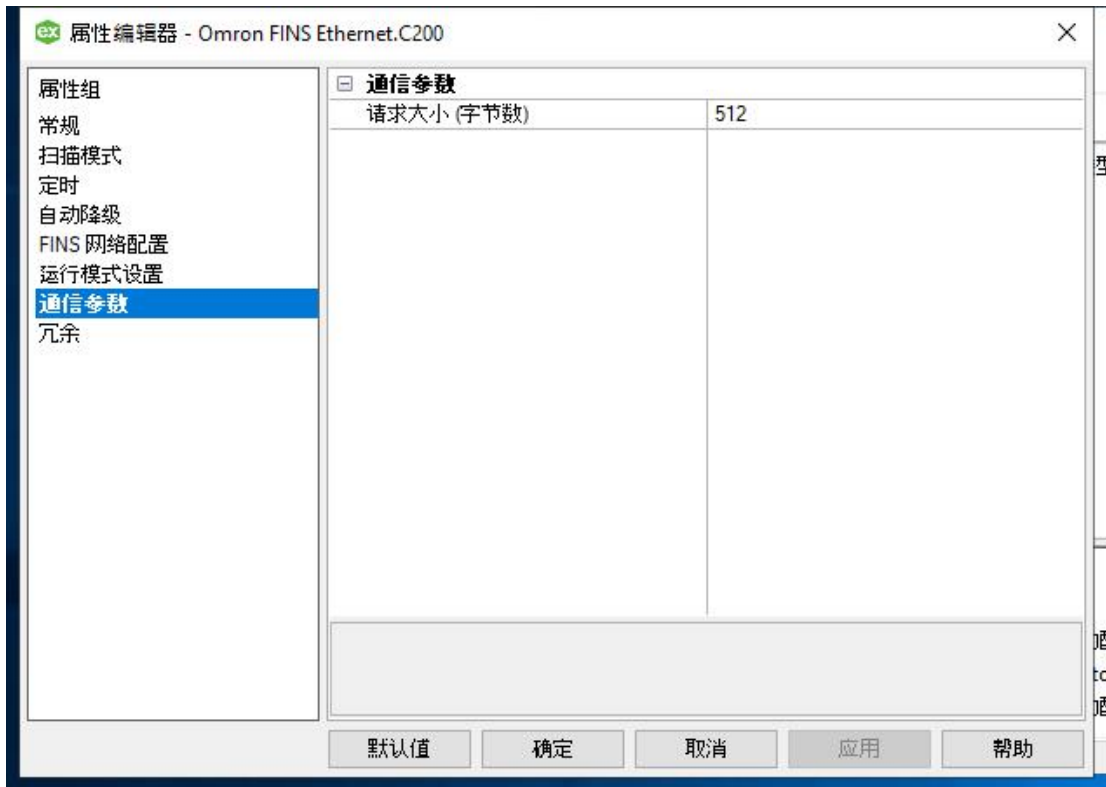 属性编辑器 - Omron FINS Ethernet.C200
属性组
常规
扫描模式
定时
自动降级
FINS 网络配置
运行模式设置
通信参数
冗余
通信参数
请求大小 (字节数) 512
默认值 确定 取消 应用 帮助